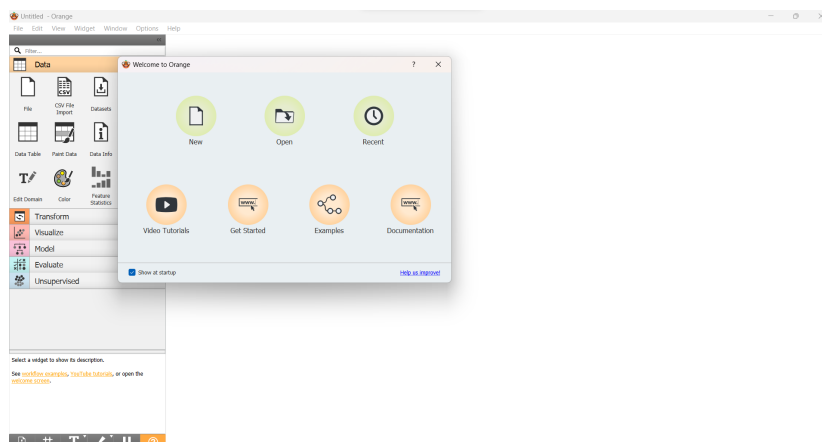 Untitled - Orange
File Edit View Widget Window Options Help
Filter...
Data
File
CSV File Import
Datasets
Data Table
Paint Data
Data Info
Edit Domain
Color
Feature Statistics
Transform
Visualize
Model
Evaluate
Unsupervised
Select a widget to show its description.
See workflow examples, YouTube tutorials, or open the
welcome screen.
Welcome to Orange
New
Open
Recent
Video Tutorials
Get Started
Examples
Documentation
Show at startup
Help us improve!